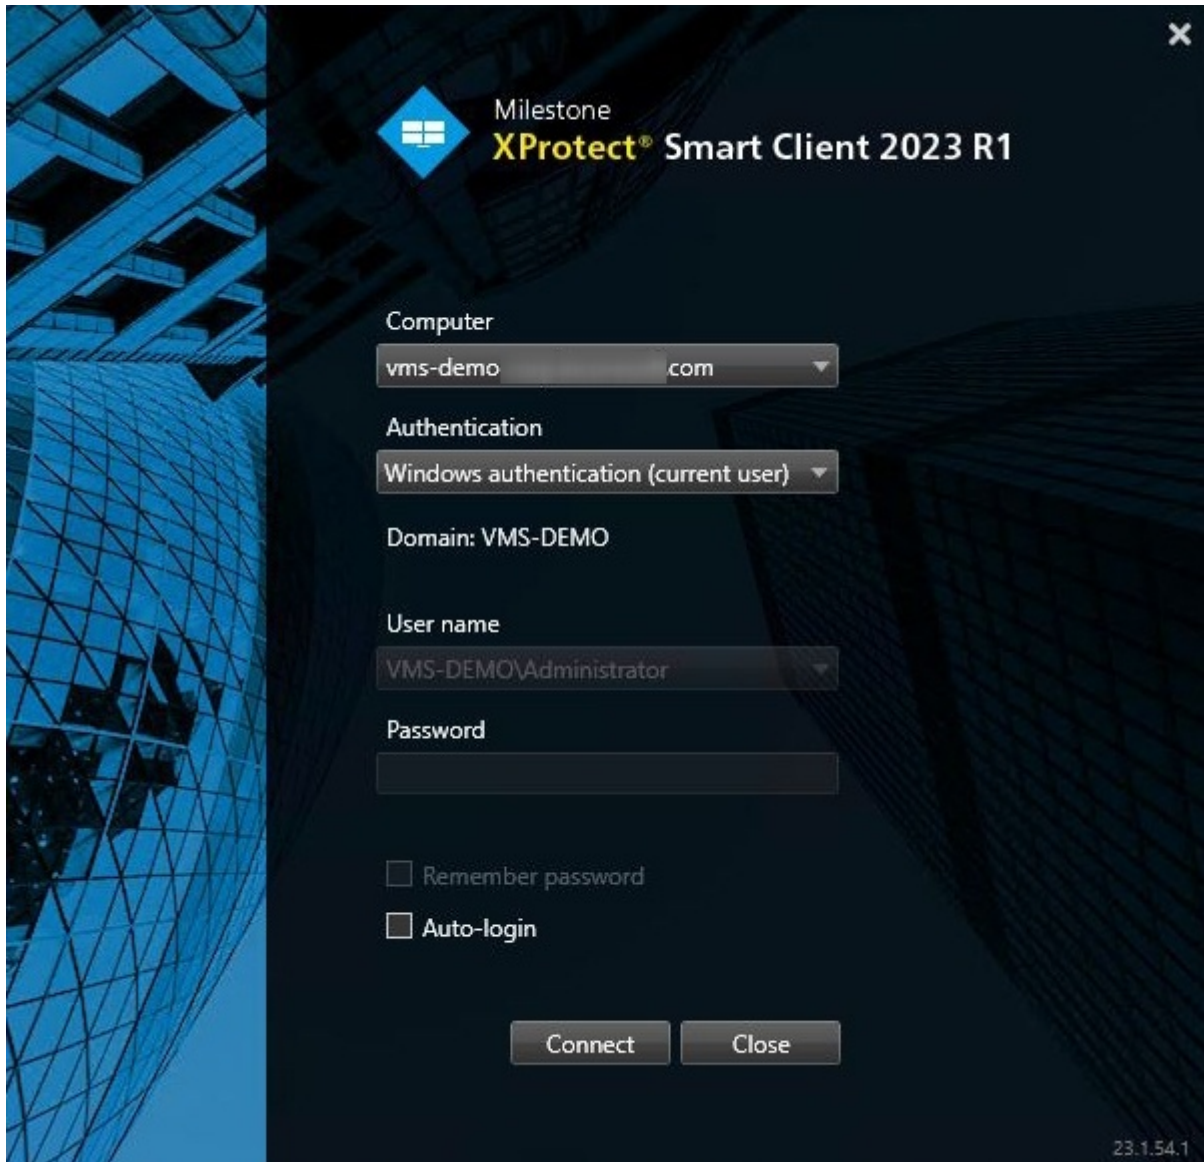 Milestone
XProtect® Smart Client 2023 R1
Computer
vms-demo .com
Authentication
Windows authentication (current user)
Domain: VMS-DEMO
User name
VMS-DEMO\Administrator
Password
Remember password
Auto-login
Connect Close
23.1.54.1